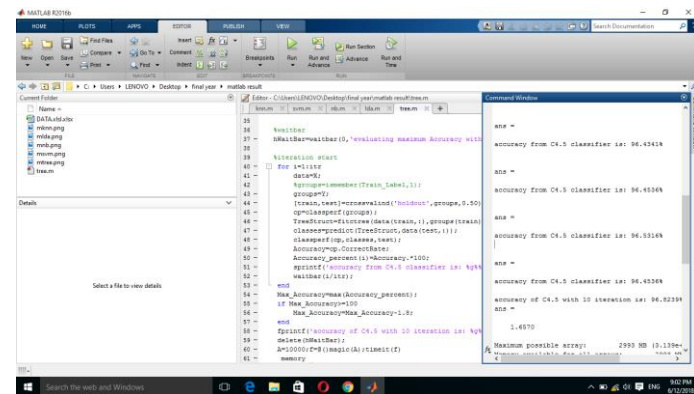 MATLAB R2016b
HOME PLOTS APPS EDITOR PUBLISH VIEW
Search Documentation
New Open Save Find Files Compare Print Go To Find Insert Comment Indent Breakpoints Run Run and Advance Run Section Advance Run and Time
FILE NAVIGATE EDIT BREAKPOINTS RUN
C: Users LENOVO Desktop final year matlab result
Current Folder
Name
DATA.xlsl.xlsx
mknn.png
mlda.png
mnb.png
msvm.png
mtree.png
tree.m
Details
Select a file to view details
Editor - C:\Users\LENOVO\Desktop\final year\matlab result\tree.m
knn.m svm.m nb.m lda.m tree.m
35
36 %waitbar
37 hWaitBar=waitbar(0,'evaluating maximum Accuracy with
38
39 %iteration start
40 for i=1:itr
41 data=X;
42 %groups=ismember(Train_Label,1);
43 groups=Y;
44 [train,test]=crossvalind('holdout',groups,0.50)
45 cp=classperf(groups);
46 TreeStruct=fitctree(data(train,:),groups(train)
47 classes=predict(TreeStruct,data(test,:));
48 classperf(cp,classes,test);
49 Accuracy=cp.CorrectRate;
50 Accuracy_percent(i)=Accuracy.*100;
51 sprintf('accuracy from C4.5 classifier is: %g%%
52 waitbar(i/itr);
53 end
54 Max_Accuracy=max(Accuracy_percent);
55 if Max_Accuracy>=100
56 Max_Accuracy=Max_Accuracy-1.8;
57 end
58 fprintf('accuracy of C4.5 with 10 iteration is: %g%
59 delete(hWaitBar);
60 A=10000;f=@()magic(A);timeit(f)
61 memory
Command Window
ans =
accuracy from C4.5 classifier is: 96.4341%
ans =
accuracy from C4.5 classifier is: 96.4536%
ans =
accuracy from C4.5 classifier is: 96.5316%
ans =
accuracy from C4.5 classifier is: 96.4536%
accuracy of C4.5 with 10 iteration is: 96.8239%
ans =
1.6570
Maximum possible array: 2993 MB (3.139e+
Search the web and Windows
ENG
9:02 PM